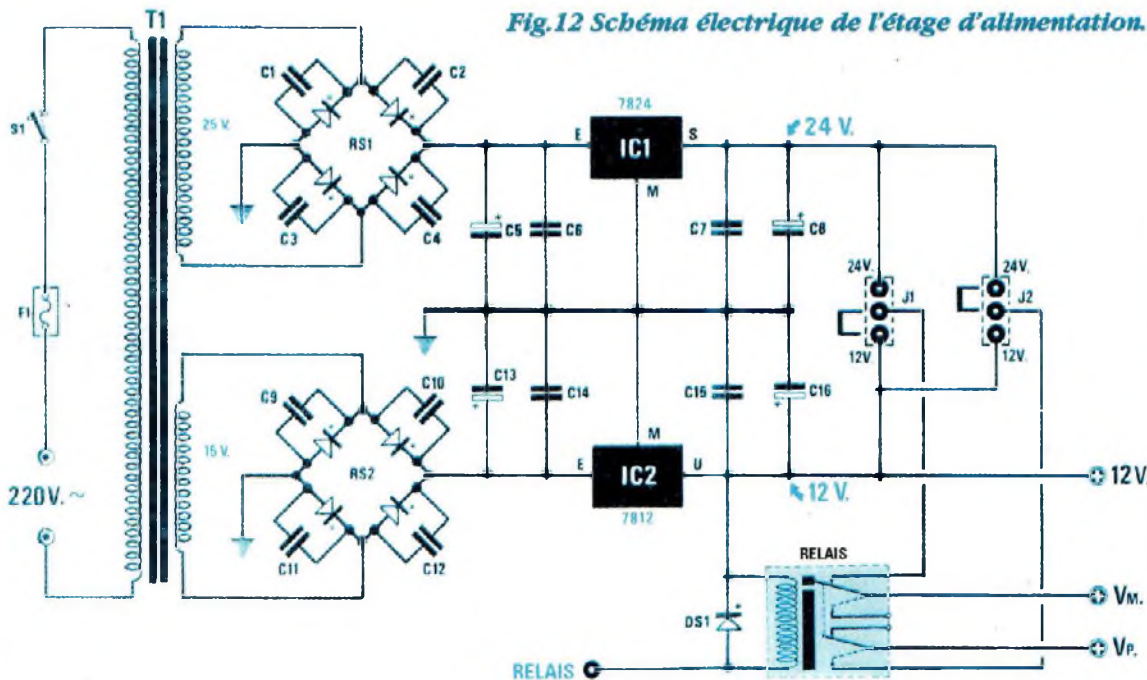 Fig.12 Schéma électrique de l'étage d'alimentation.
T1
S1
F1
220V. ~
25 V.
C1
C2
RS1
C3
C4
E
7824
IC1
S
M
24 V.
C5
C6
C7
C8
24V.
J1
12V.
24V.
J2
12V.
15 V.
C9
C10
RS2
C11
C12
C13
C14
C15
C16
E
M
IC2
U
7812
12 V.
12 V.
RELAIS
DS1
VM.
VP.
RELAIS